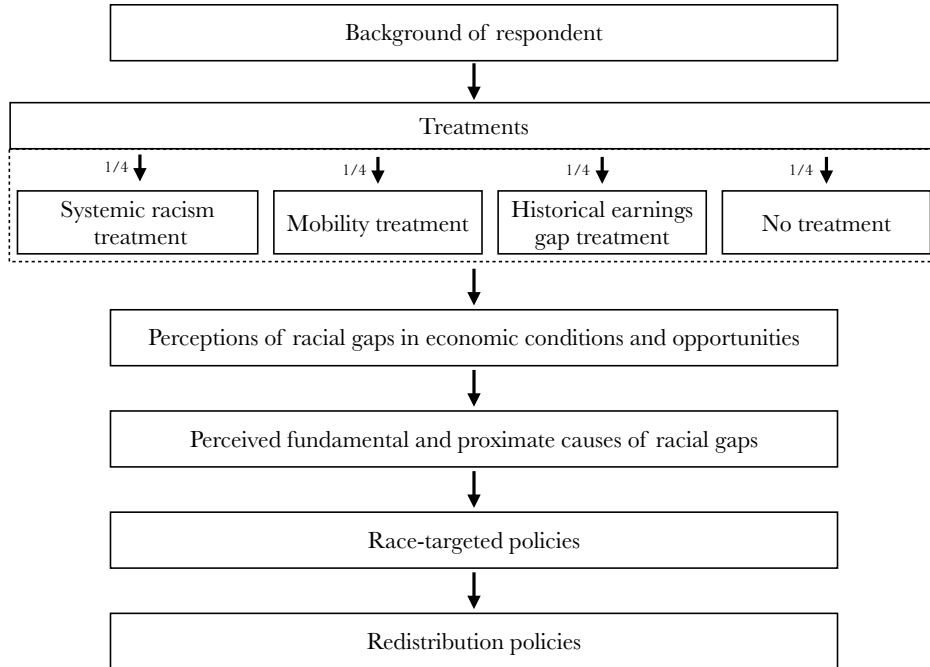 Background of respondent
Treatments
1/4 1/4 1/4 1/4
Systemic racism
treatment
Mobility treatment
Historical earnings
gap treatment
No treatment
Perceptions of racial gaps in economic conditions and opportunities
Perceived fundamental and proximate causes of racial gaps
Race-targeted policies
Redistribution policies